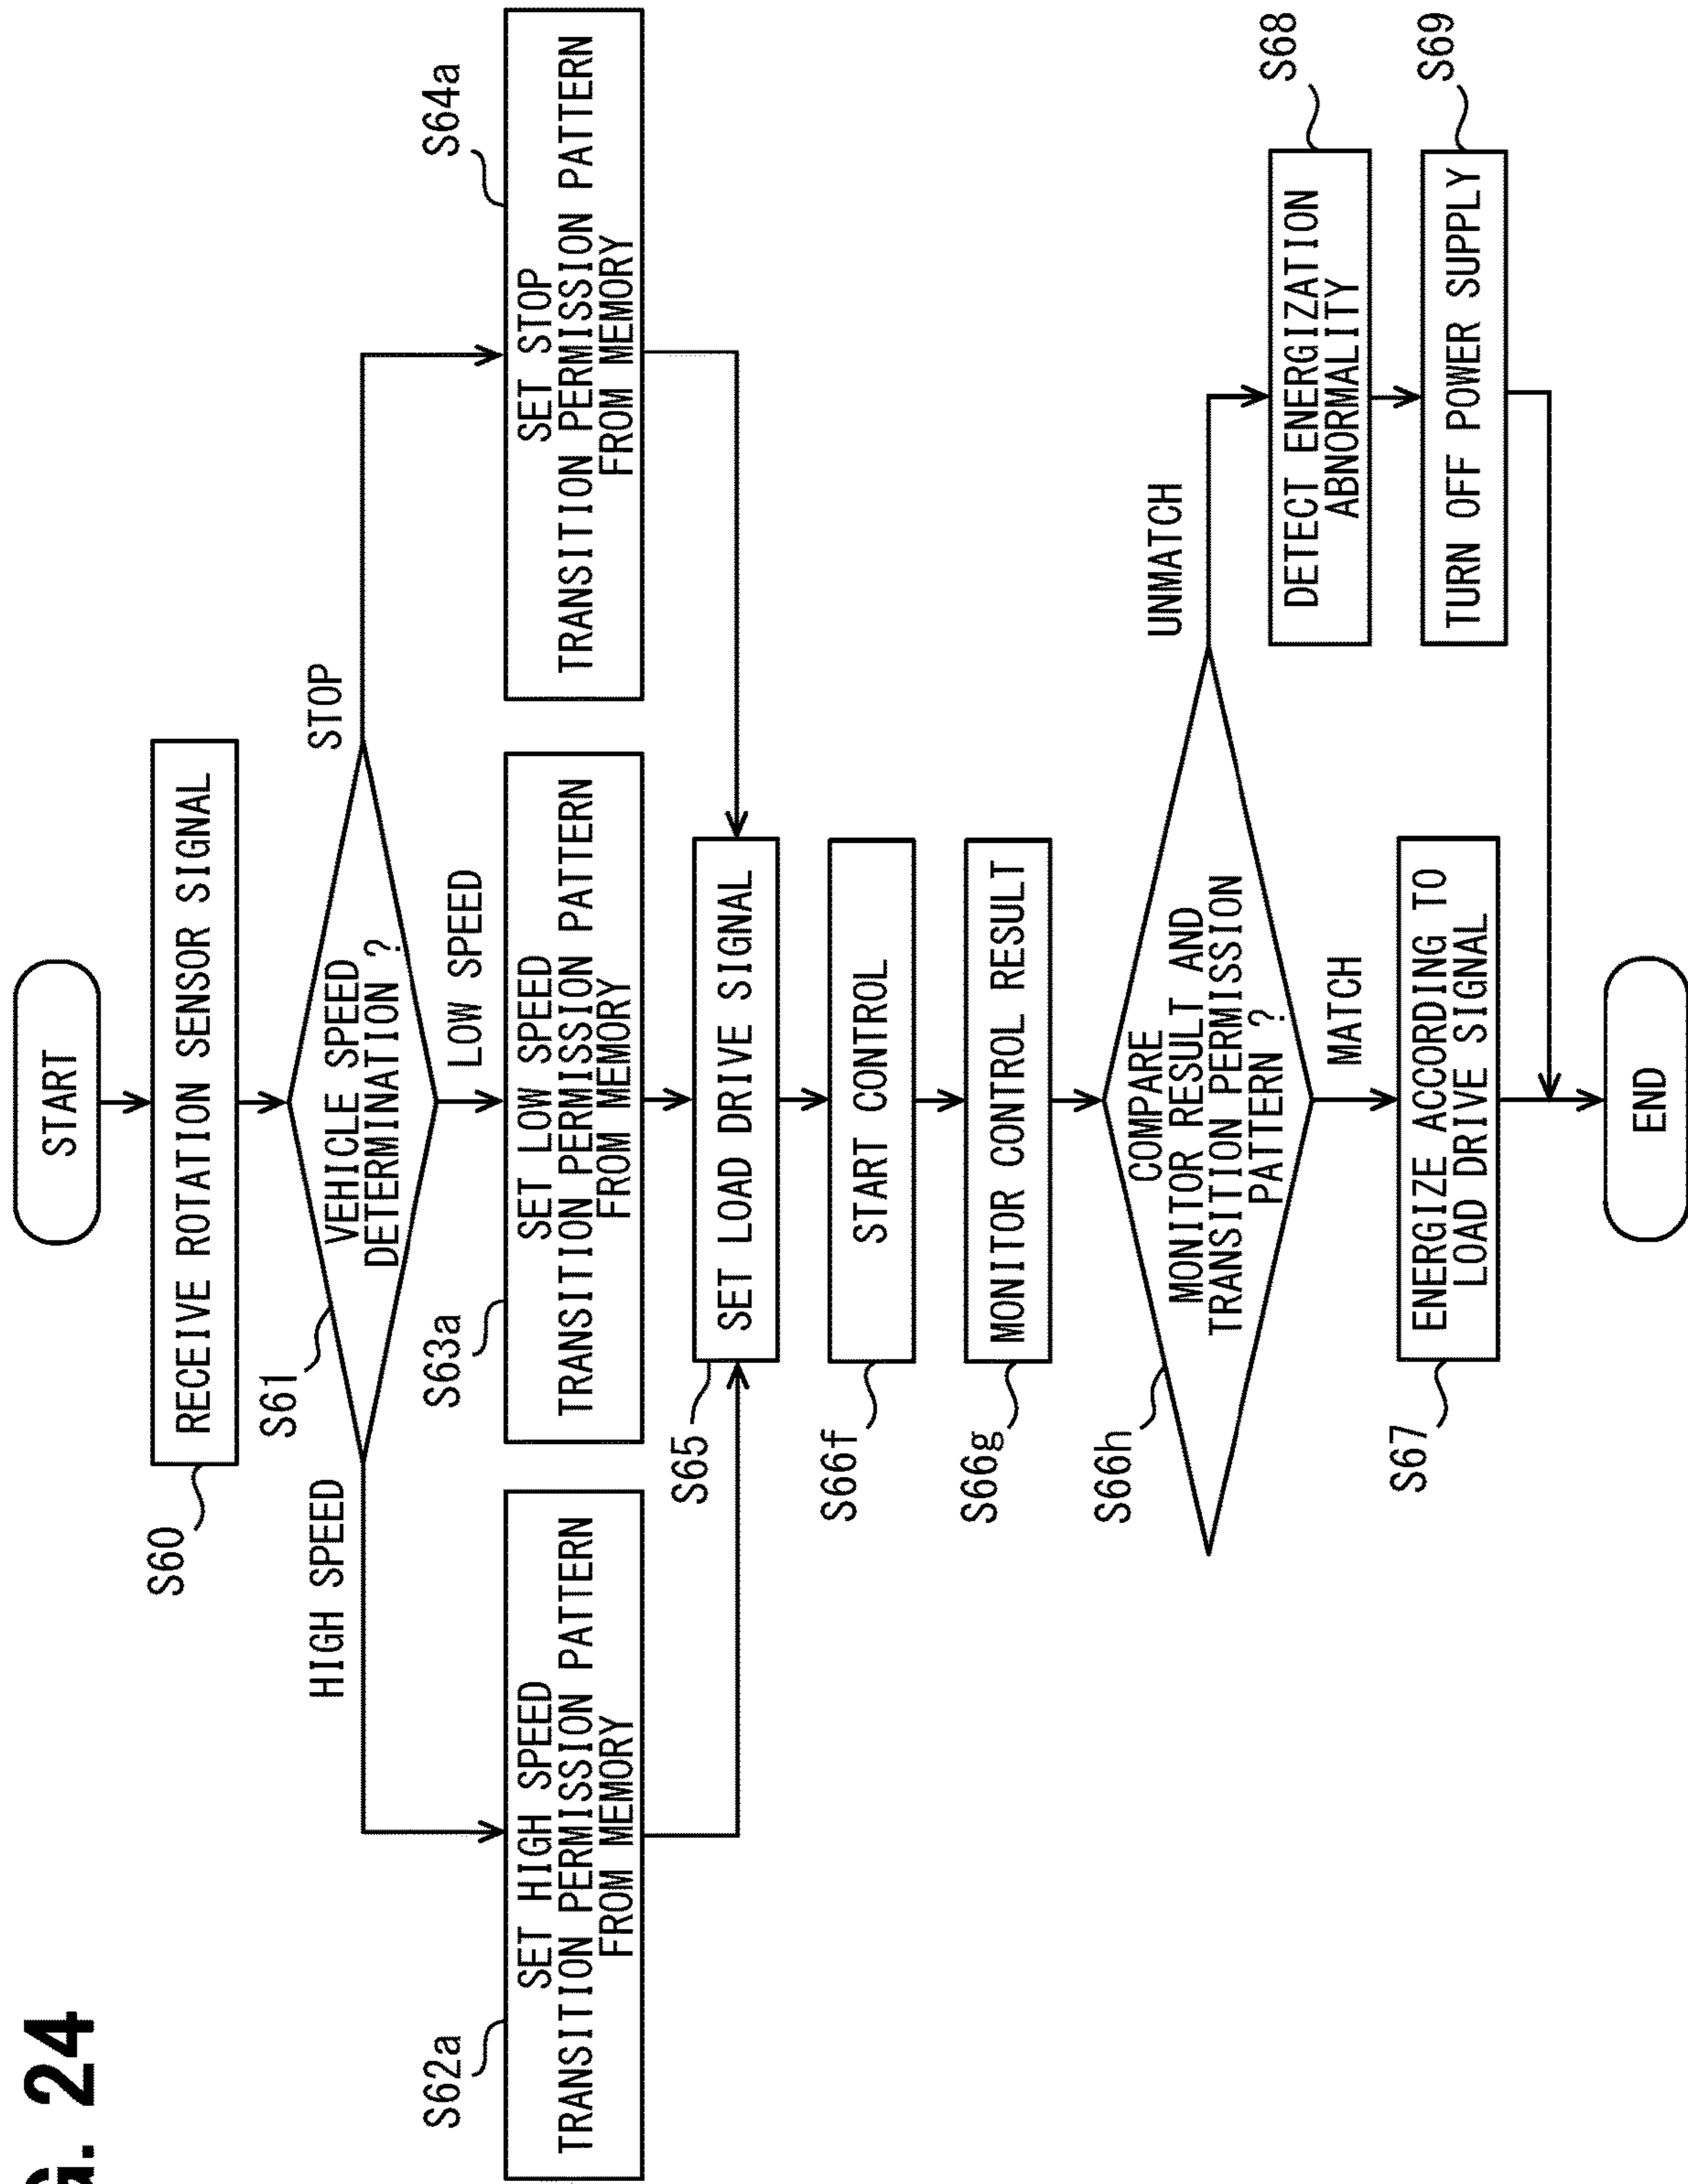 G. 24
START
S60
RECEIVE ROTATION SENSOR SIGNAL
S61
VEHICLE SPEED
DETERMINATION ?
HIGH SPEED
LOW SPEED
STOP
S62a
SET HIGH SPEED
TRANSITION PERMISSION PATTERN
FROM MEMORY
S63a
SET LOW SPEED
TRANSITION PERMISSION PATTERN
FROM MEMORY
S64a
SET STOP
TRANSITION PERMISSION PATTERN
FROM MEMORY
S65
SET LOAD DRIVE SIGNAL
S66f
START CONTROL
S66g
MONITOR CONTROL RESULT
S66h
COMPARE
MONITOR RESULT AND
TRANSITION PERMISSION
PATTERN ?
UNMATCH
MATCH
S67
ENERGIZE ACCORDING TO
LOAD DRIVE SIGNAL
S68
DETECT ENERGIZATION
ABNORMALITY
S69
TURN OFF POWER SUPPLY
END